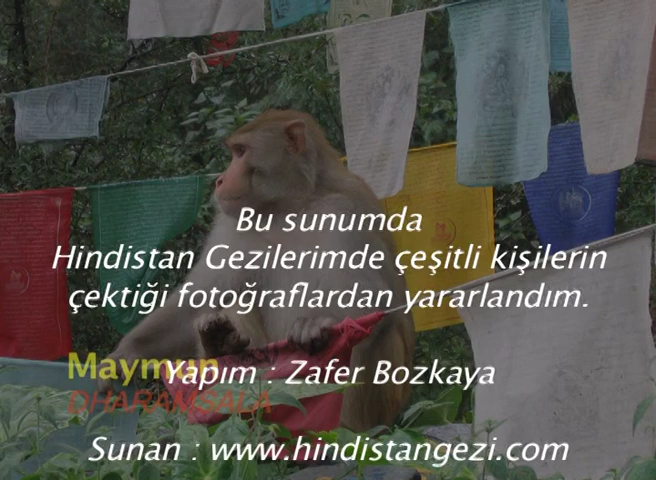 Bu sunumda
Hindistan Gezilerimde çeşitli kişilerin
çektiği fotoğraflardan yararlandım.
Maymun
Yapım : Zafer Bozkaya
DHARAMSALA
Sunan : www.hindistangezi.com